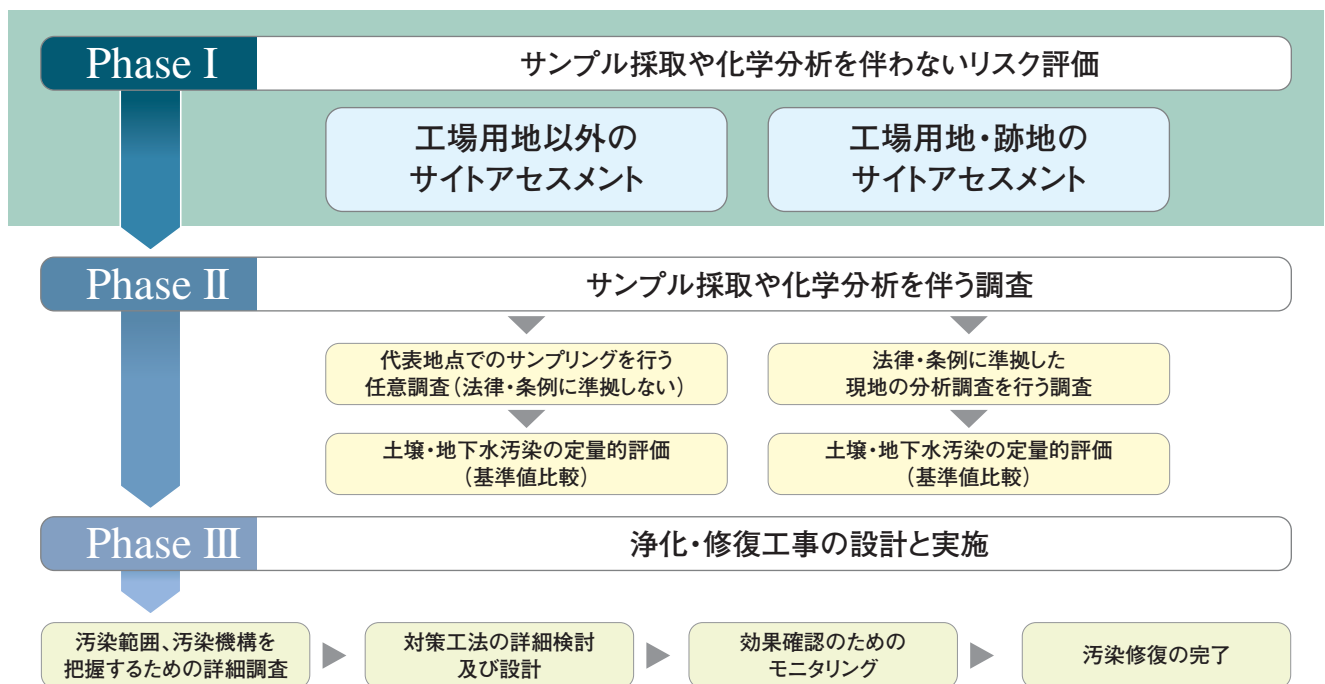 Phase Ⅰ
サンプル採取や化学分析を伴わないリスク評価
工場用地以外の
サイトアセスメント
工場用地・跡地の
サイトアセスメント
Phase Ⅱ
サンプル採取や化学分析を伴う調査
代表地点でのサンプリングを行う
任意調査(法律・条例に準拠しない)
土壌・地下水汚染の定量的評価
(基準値比較)
法律・条例に準拠した
現地の分析調査を行う調査
土壌・地下水汚染の定量的評価
(基準値比較)
Phase Ⅲ
浄化・修復工事の設計と実施
汚染範囲、汚染機構を
把握するための詳細調査
対策工法の詳細検討
及び設計
効果確認のための
モニタリング
汚染修復の完了